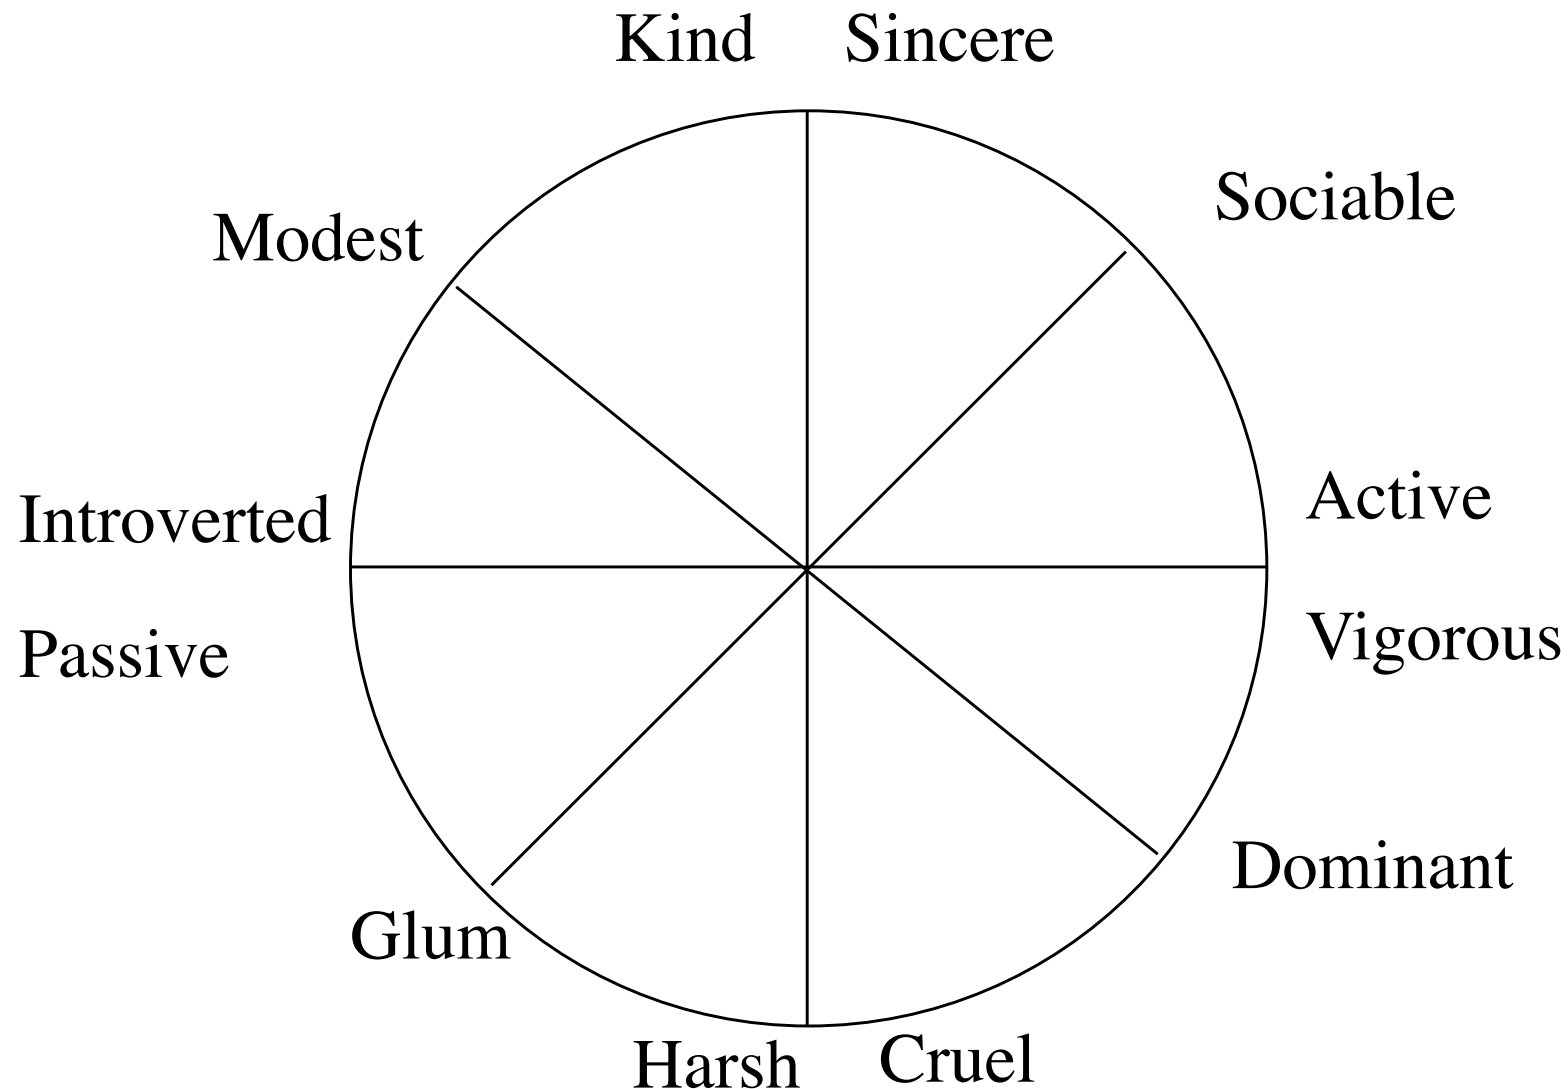 Kind Sincere
Sociable
Modest
Active
Introverted
Vigorous
Passive
Dominant
Glum
Harsh Cruel